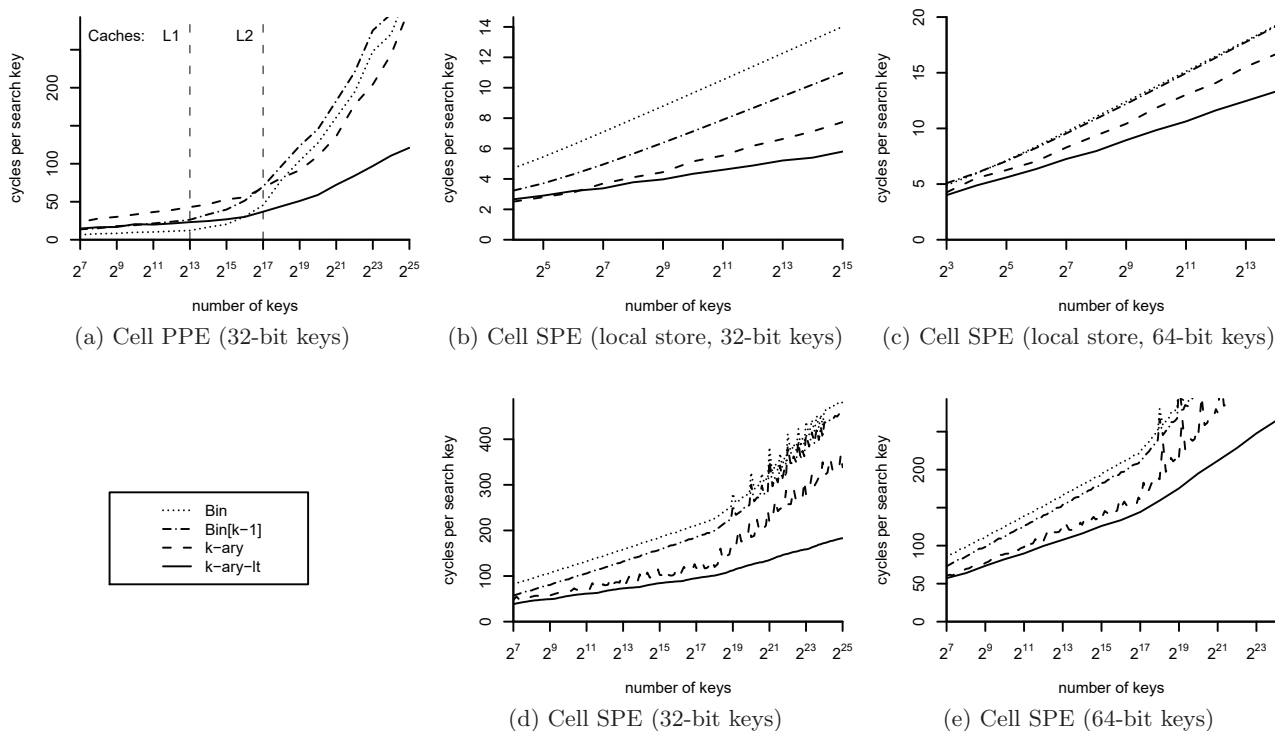 Caches: L1 L2
cycles per search key
0 50 100 200
2^7 2^9 2^11 2^13 2^15 2^17 2^19 2^21 2^23 2^25
number of keys
(a) Cell PPE (32-bit keys)
cycles per search key
0 2 4 6 8 10 12 14
2^5 2^7 2^9 2^11 2^13 2^15
number of keys
(b) Cell SPE (local store, 32-bit keys)
cycles per search key
0 5 10 15 20
2^3 2^5 2^7 2^9 2^11 2^13
number of keys
(c) Cell SPE (local store, 64-bit keys)
Bin
Bin[k−1]
k−ary
k−ary−lt
cycles per search key
0 100 200 300 400
2^7 2^9 2^11 2^13 2^15 2^17 2^19 2^21 2^23 2^25
number of keys
(d) Cell SPE (32-bit keys)
cycles per search key
0 50 100 200
2^7 2^9 2^11 2^13 2^15 2^17 2^19 2^21 2^23
number of keys
(e) Cell SPE (64-bit keys)